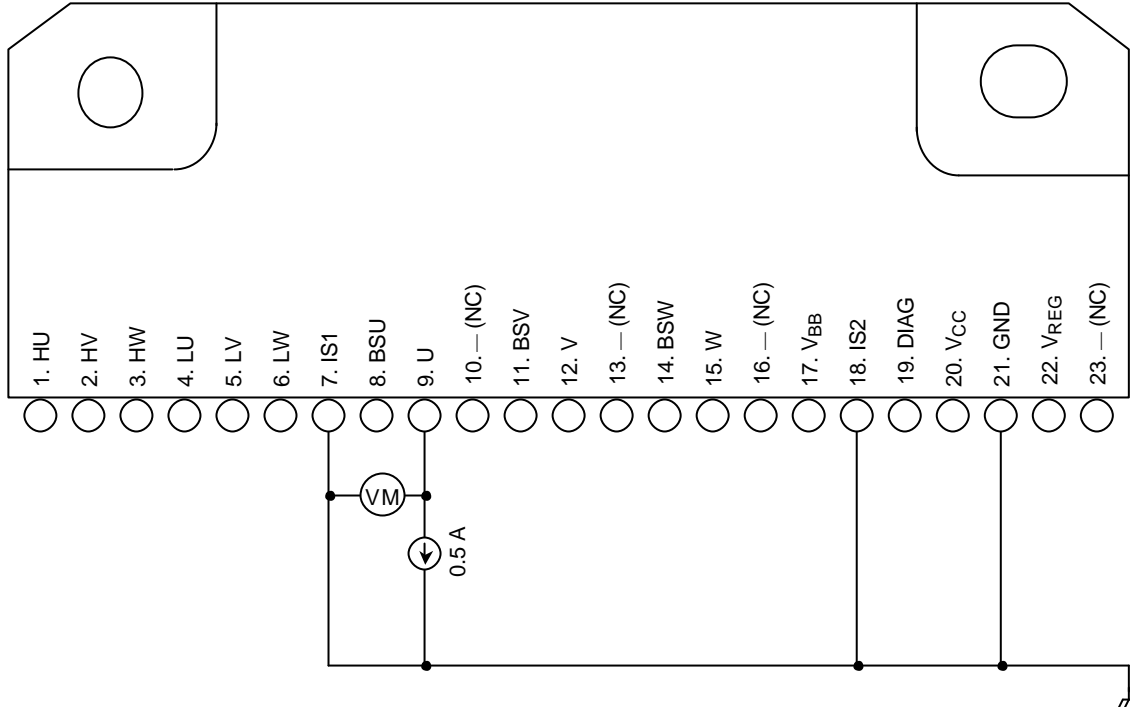 1. HU
2. HV
3. HW
4. LU
5. LV
6. LW
7. IS1
8. BSU
9. U
10.— (NC)
11. BSV
12. V
13.— (NC)
14. BSW
15. W
16.— (NC)
17. VBB
18. IS2
19. DIAG
20. VCC
21. GND
22. VREG
23.— (NC)
VM
0.5 A